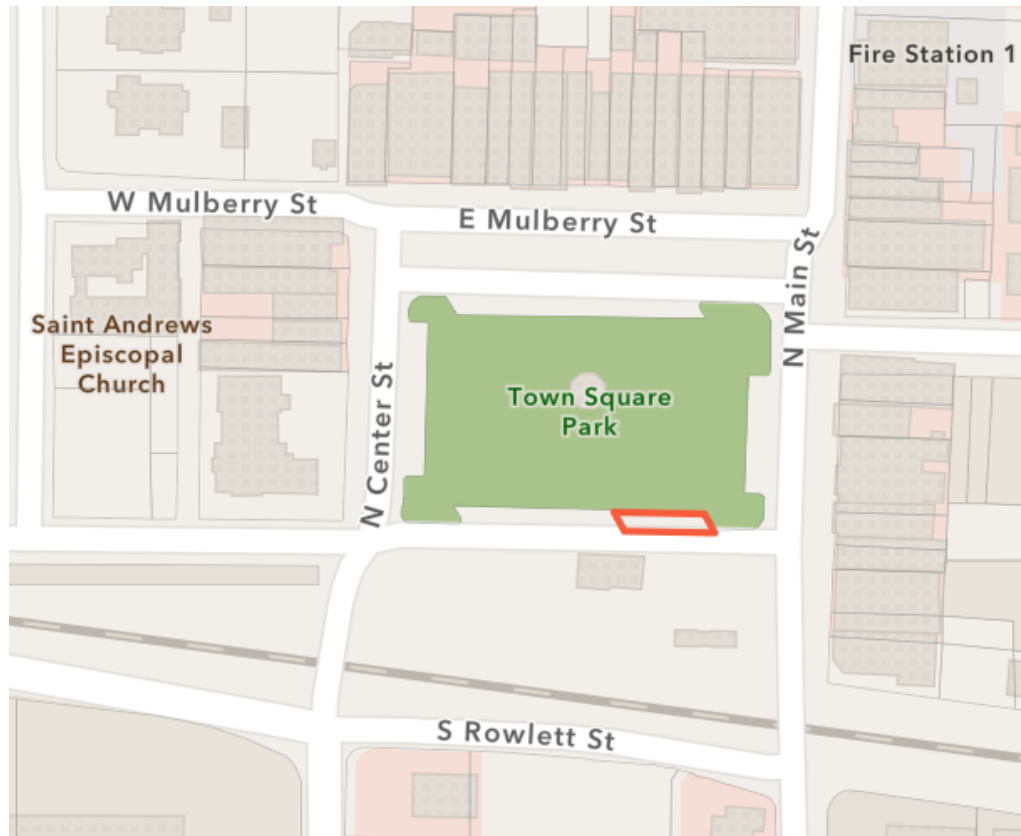 Fire Station 1
W Mulberry St
E Mulberry St
N Main St
Saint Andrews
Episcopal
Church
N Center St
Town Square
Park
S Rowlett St